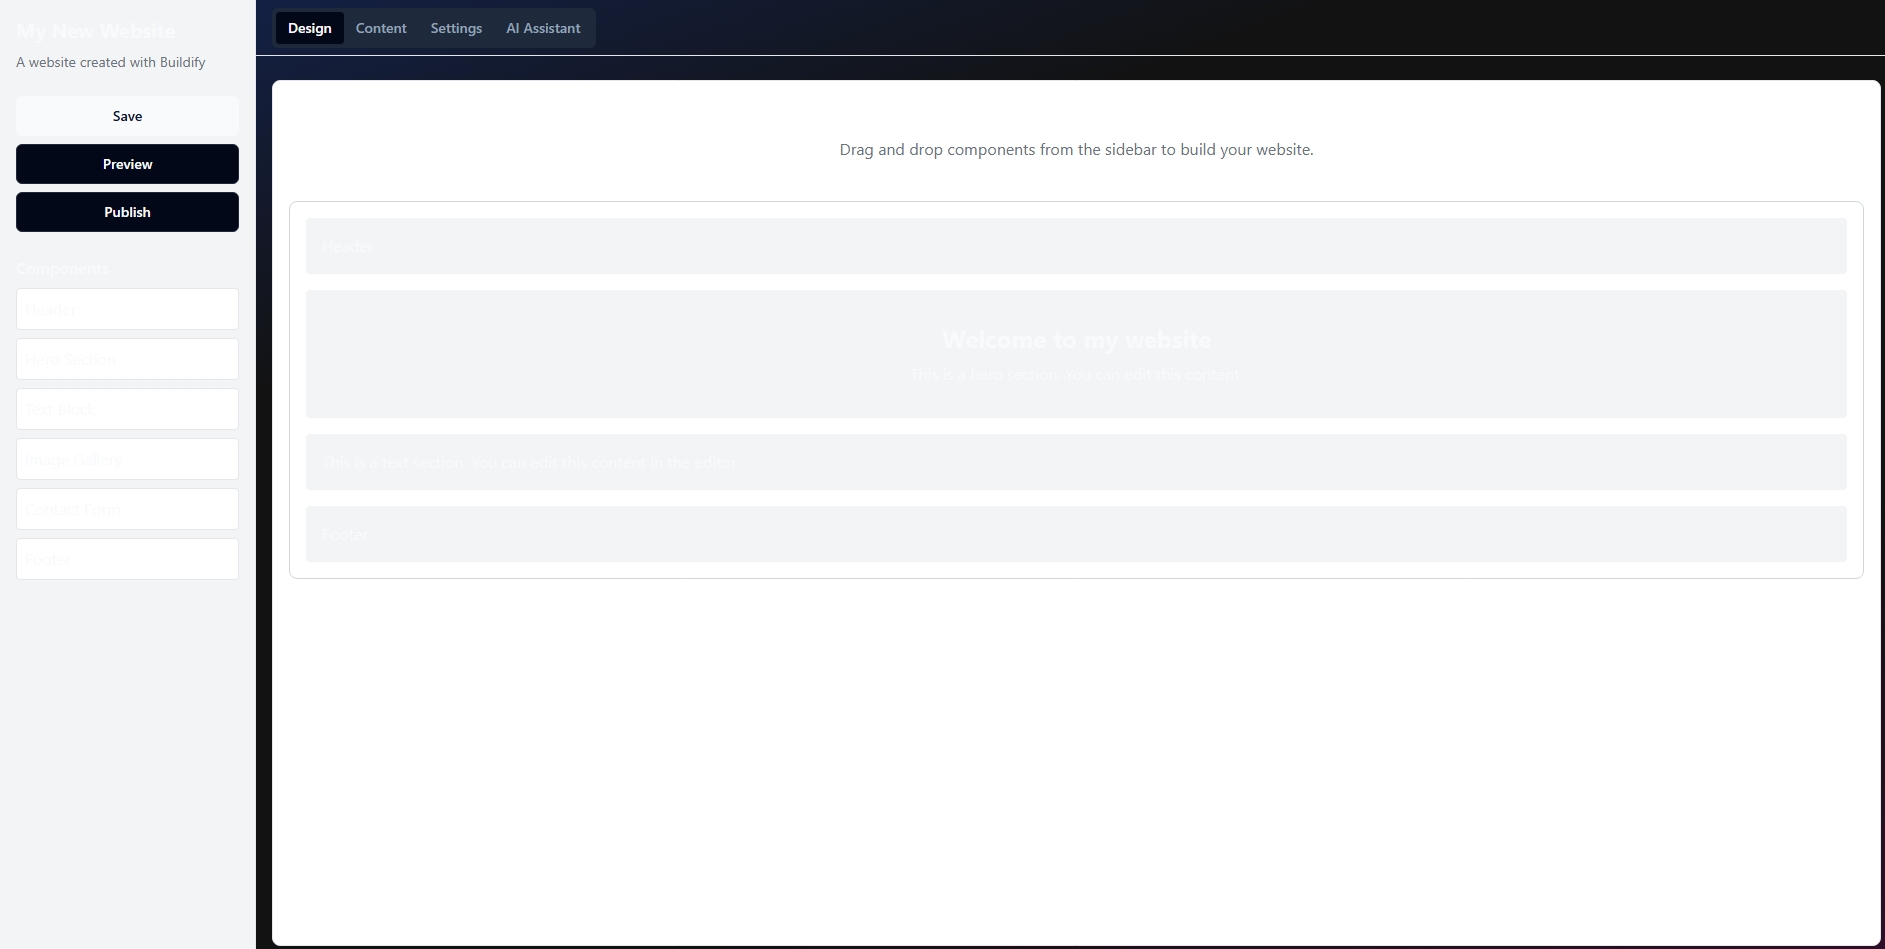 My New Website
A website created with Buildify
Save
Preview
Publish
Components
Header
Hero Section
Text Block
Image Gallery
Contact Form
Footer
Design
Content
Settings
AI Assistant
Drag and drop components from the sidebar to build your website.
Header
Welcome to my website
This is a hero section. You can edit this content.
This is a text section. You can edit this content in the editor.
Footer